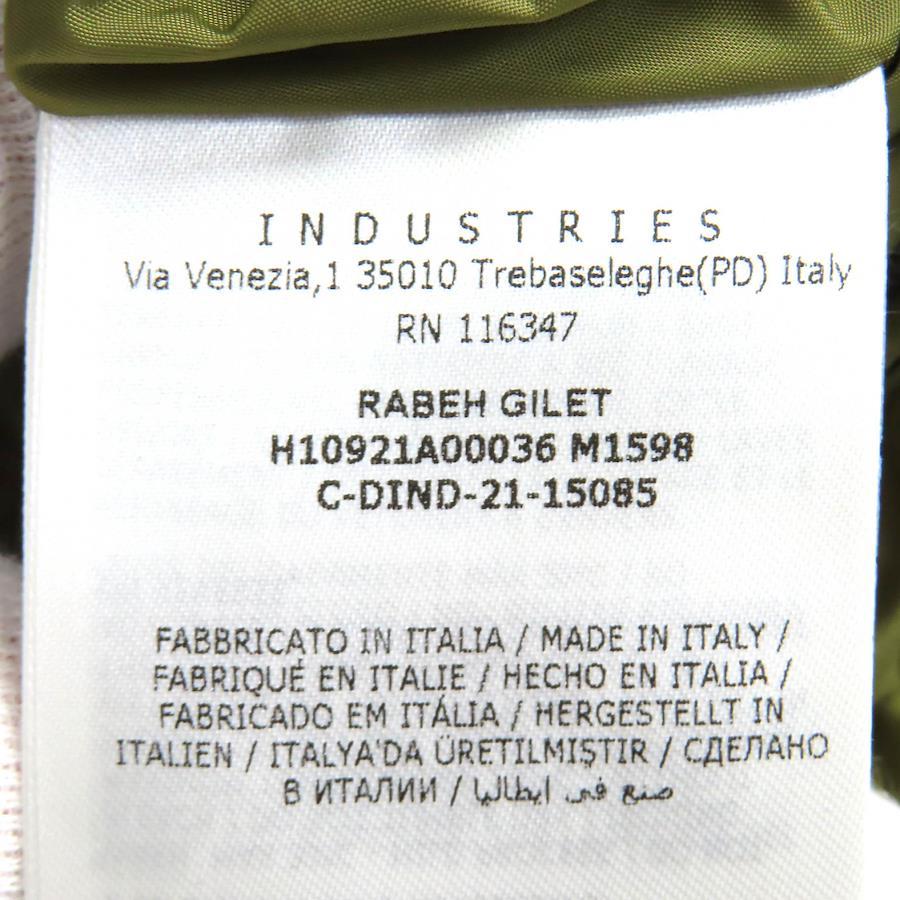 INDUSTRIES
Via Venezia,1 35010 Trebaseleghe(PD) Italy
RN 116347
RABEH GILET
H10921A00036 M1598
C-DIND-21-15085
FABBRICATO IN ITALIA / MADE IN ITALY /
FABRIQUÉ EN ITALIE / HECHO EN ITALIA /
FABRICADO EM ITÁLIA / HERGESTELLT IN
ITALIEN / ITALYA'DA ÜRETILMIŞTIR / СДЕЛАНО
В ИТАЛИИ / صنع في ايطاليا